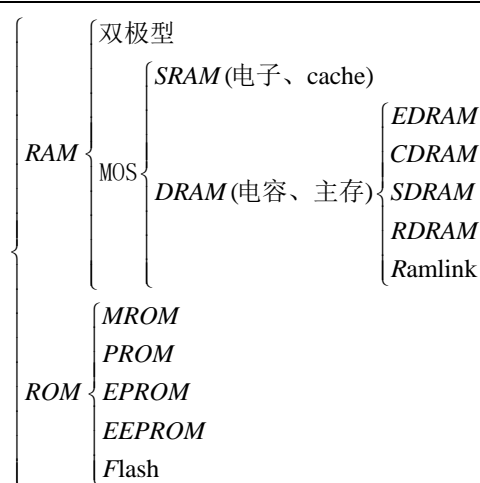 双极型
SRAM(电子、cache)
EDRAM
CDRAM
RAM
MOS
DRAM(电容、主存)
SDRAM
RDRAM
Ramlink
MROM
PROM
ROM
EPROM
EEPROM
Flash